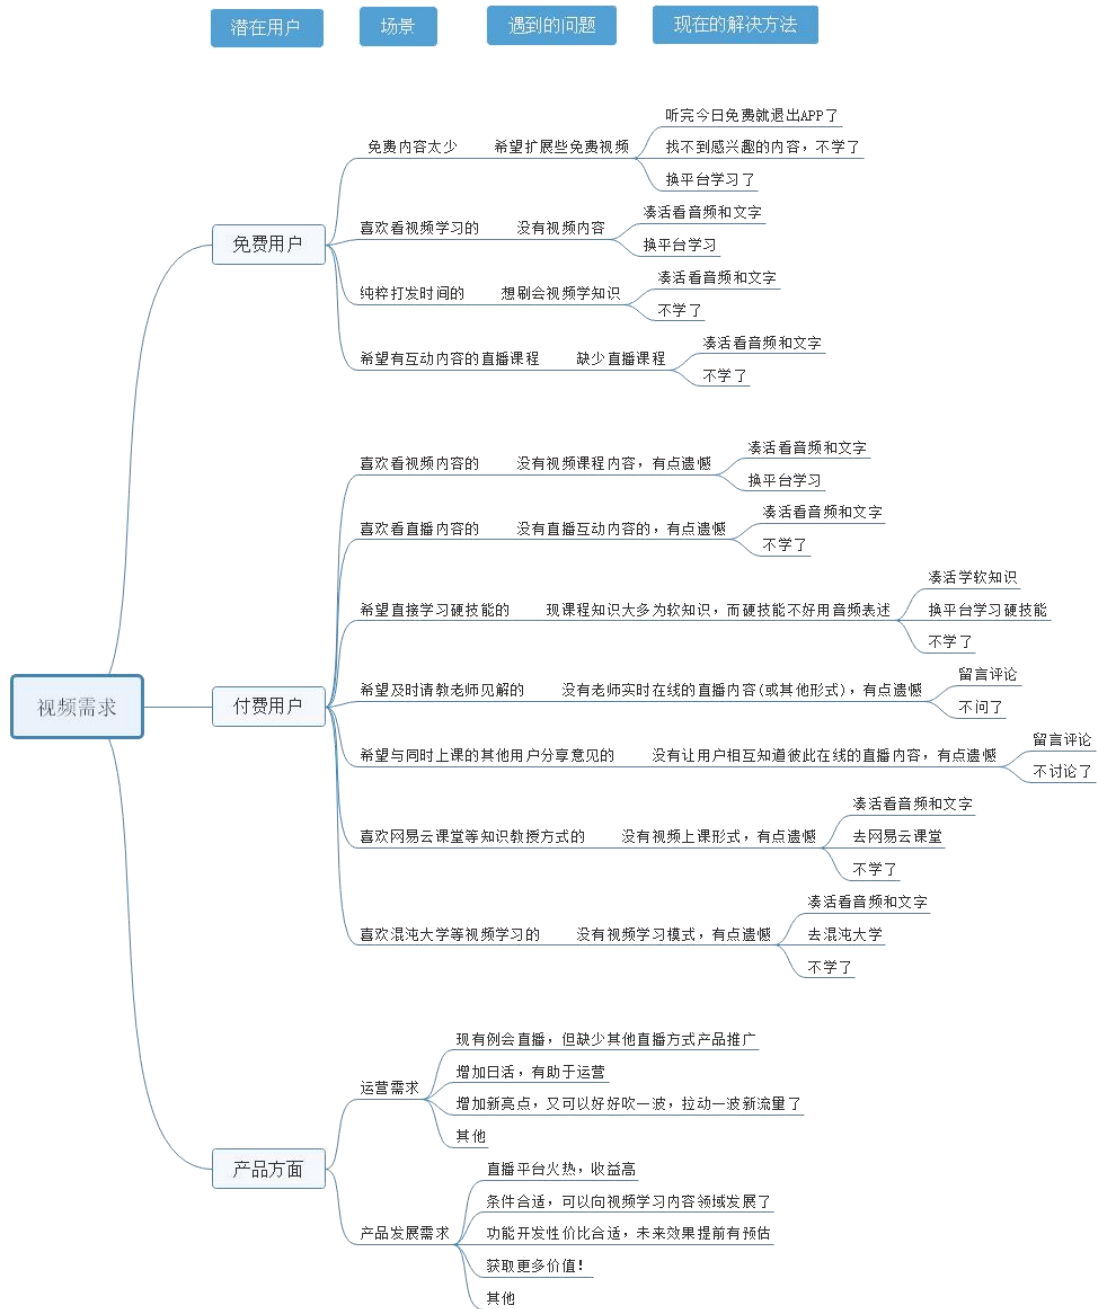 潜在用户
场景
遇到的问题
现在的解决方法
视频需求
免费用户
免费内容太少
希望扩展些免费视频
听完今日免费就退出APP了
找不到感兴趣的内容，不学了
换平台学习了
喜欢看视频学习的
没有视频内容
凑活看音频和文字
换平台学习
纯粹打发时间的
想刷会视频学知识
凑活看音频和文字
不学了
希望有互动内容的直播课程
缺少直播课程
凑活看音频和文字
不学了
付费用户
喜欢看视频内容的
没有视频课程内容，有点遗憾
凑活看音频和文字
换平台学习
喜欢看直播内容的
没有直播互动内容的，有点遗憾
凑活看音频和文字
不学了
希望直接学习硬技能的
现课程知识大多为软知识，而硬技能不好用音频表述
凑活学软知识
换平台学习硬技能
不学了
希望及时请教老师见解的
没有老师实时在线的直播内容(或其他形式)，有点遗憾
留言评论
不问了
希望与同时上课的其他用户分享意见的
没有让用户相互知道彼此在线的直播内容，有点遗憾
留言评论
不讨论了
喜欢网易云课堂等知识教授方式的
没有视频上课形式，有点遗憾
凑活看音频和文字
去网易云课堂
不学了
喜欢混沌大学等视频学习的
没有视频学习模式，有点遗憾
凑活看音频和文字
去混沌大学
不学了
产品方面
运营需求
现有例会直播，但缺少其他直播方式产品推广
增加日活，有助于运营
增加新亮点，又可以好好吹一波，拉动一波新流量了
其他
产品发展需求
直播平台火热，收益高
条件合适，可以向视频学习内容领域发展了
功能开发性价比合适，未来效果提前有预估
获取更多价值！
其他